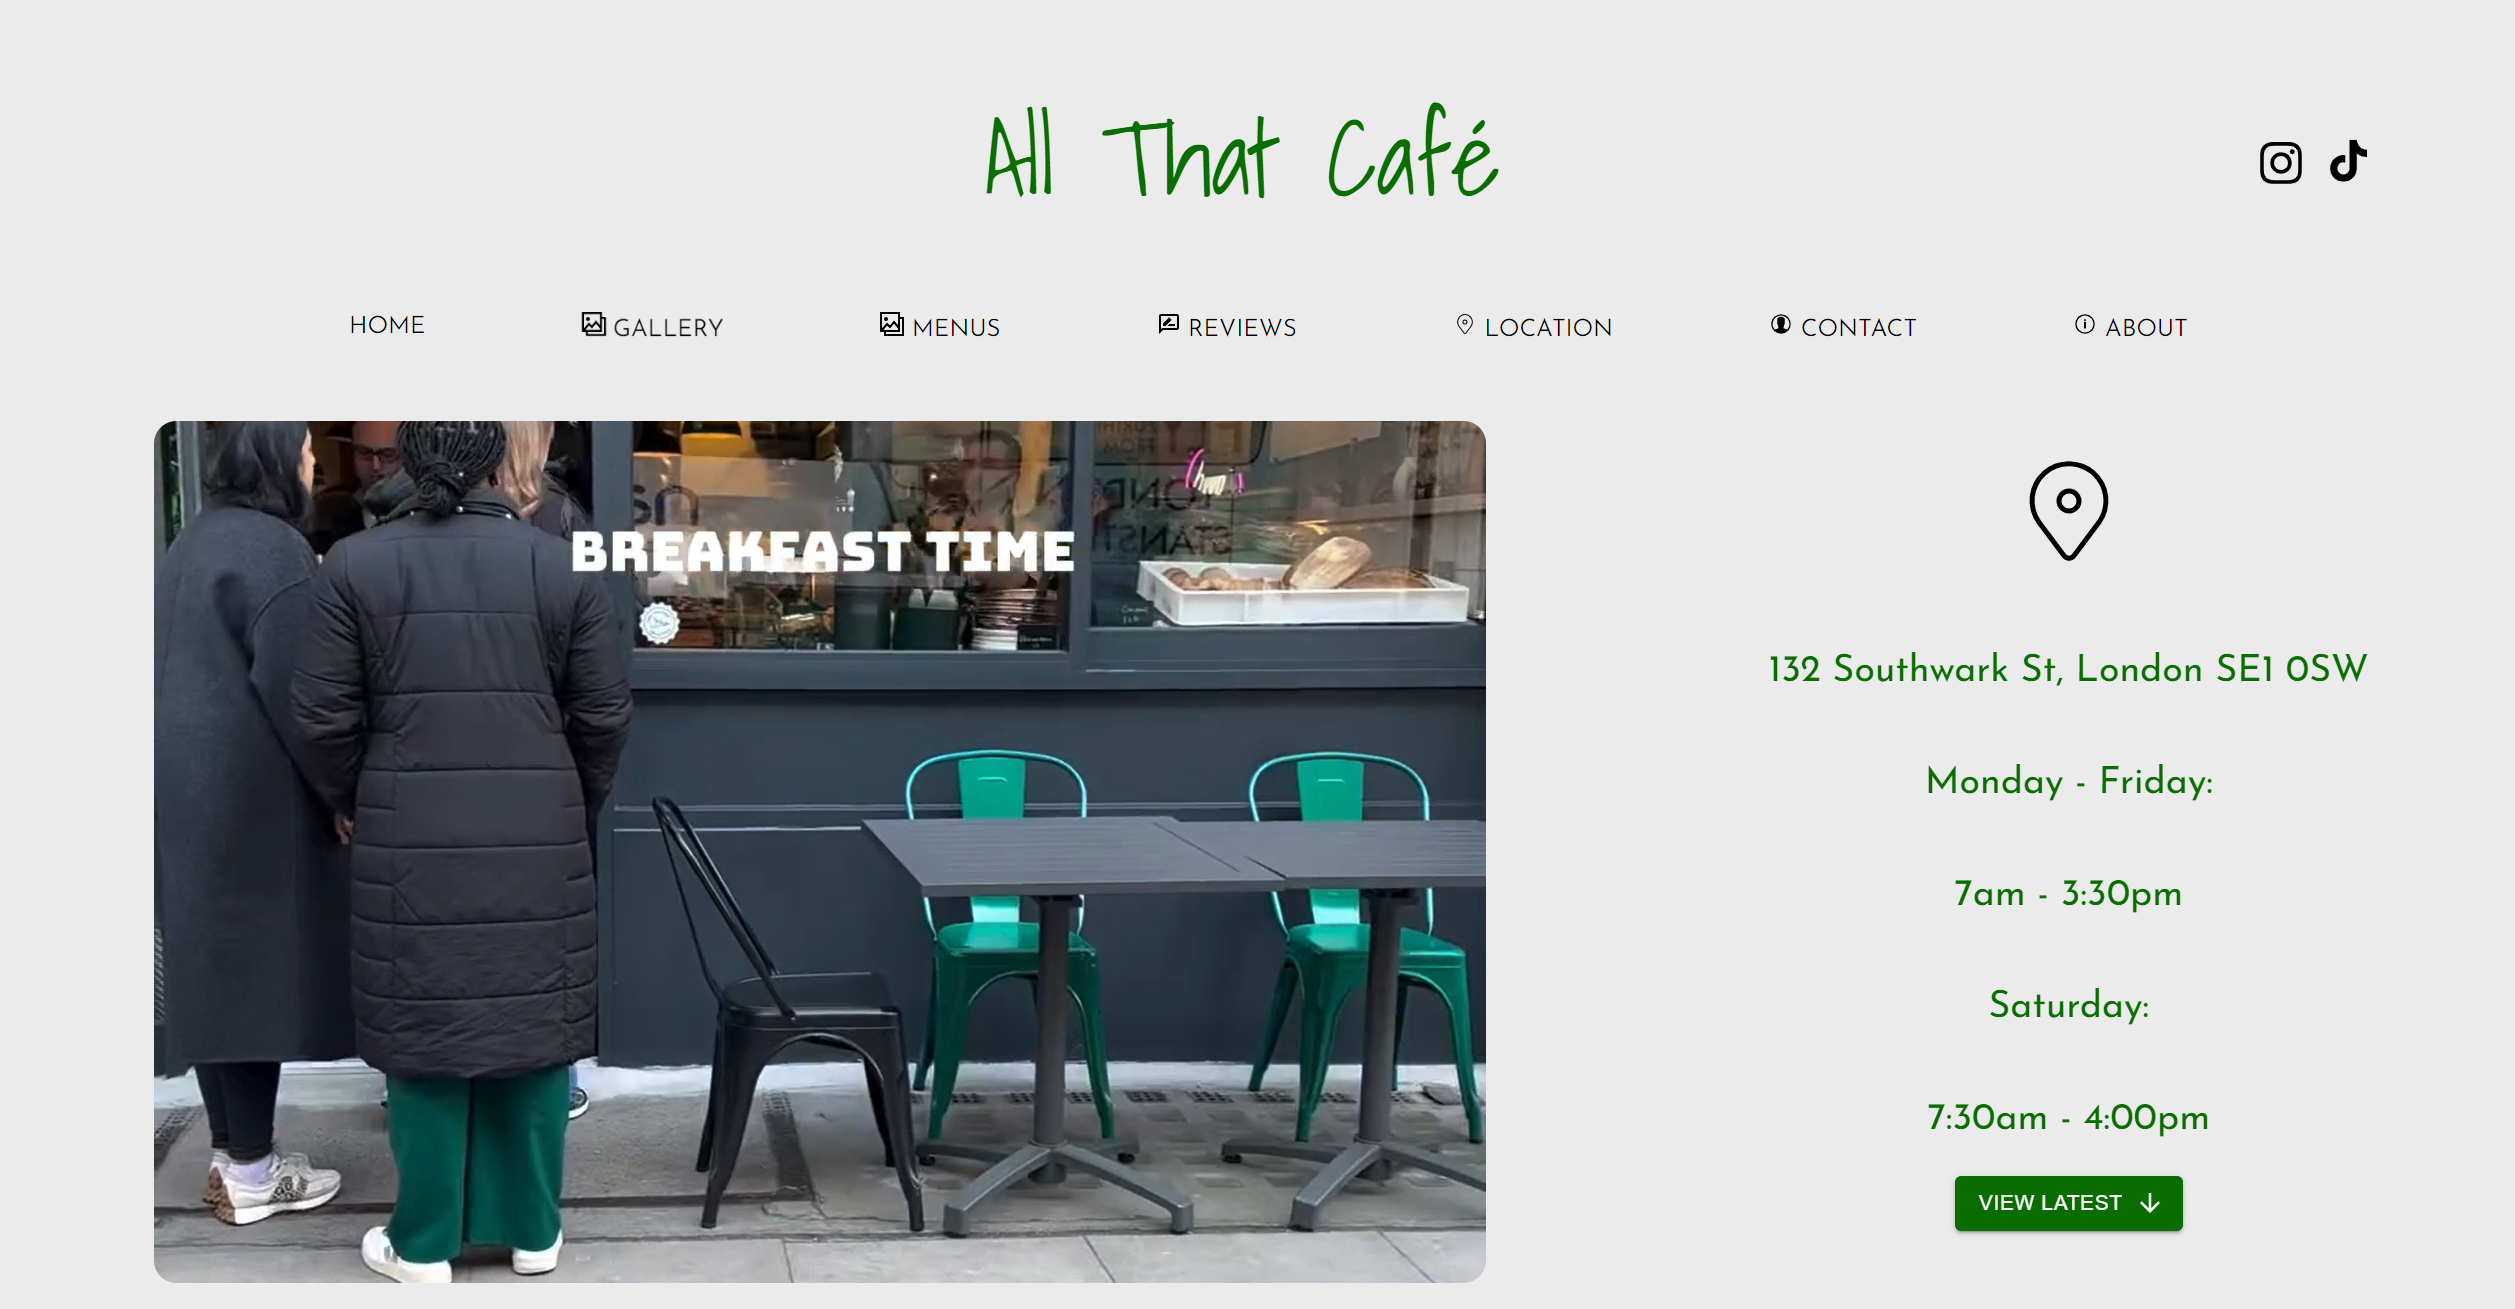 All That Café
HOME
GALLERY
MENUS
REVIEWS
LOCATION
CONTACT
ABOUT
BREAKFAST TIME
132 Southwark St, London SE1 0SW
Monday - Friday:
7am - 3:30pm
Saturday:
7:30am - 4:00pm
VIEW LATEST